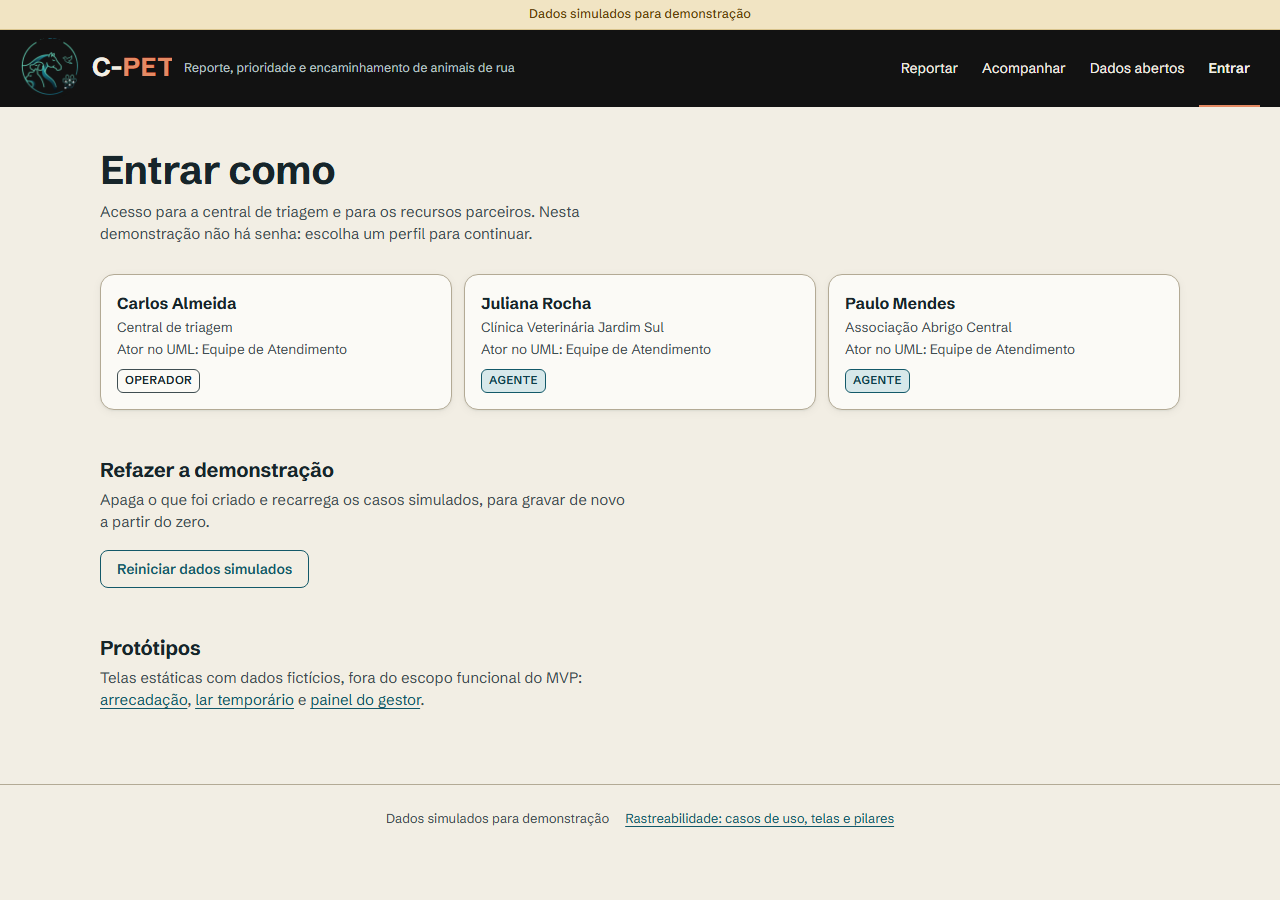 Dados simulados para demonstração
C-PET Reporte, prioridade e encaminhamento de animais de rua
Reportar Acompanhar Dados abertos Entrar
Entrar como
Acesso para a central de triagem e para os recursos parceiros. Nesta
demonstração não há senha: escolha um perfil para continuar.
Carlos Almeida
Central de triagem
Ator no UML: Equipe de Atendimento
OPERADOR
Juliana Rocha
Clínica Veterinária Jardim Sul
Ator no UML: Equipe de Atendimento
AGENTE
Paulo Mendes
Associação Abrigo Central
Ator no UML: Equipe de Atendimento
AGENTE
Refazer a demonstração
Apaga o que foi criado e recarrega os casos simulados, para gravar de novo
a partir do zero.
Reiniciar dados simulados
Protótipos
Telas estáticas com dados fictícios, fora do escopo funcional do MVP:
arrecadação, lar temporário e painel do gestor.
Dados simulados para demonstração Rastreabilidade: casos de uso, telas e pilares